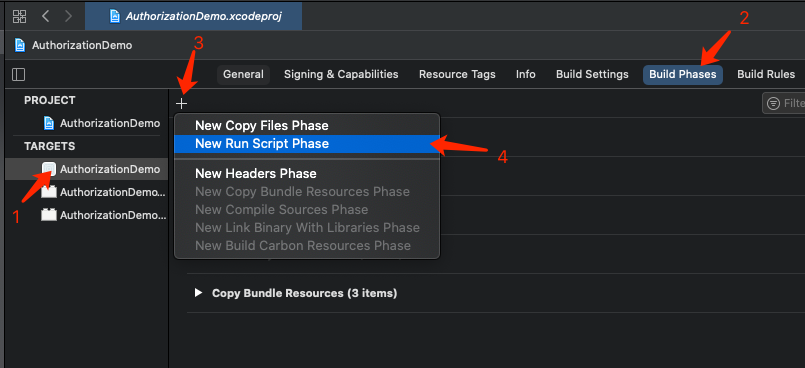 AuthorizationDemo.xcodeproj
AuthorizationDemo
3
2
General Signing & Capabilities Resource Tags Info Build Settings Build Phases Build Rules
PROJECT
AuthorizationDemo
TARGETS
AuthorizationDemo
AuthorizationDemo...
AuthorizationDemo...
1
+
Filte
New Copy Files Phase
New Run Script Phase
4
New Headers Phase
New Copy Bundle Resources Phase
New Compile Sources Phase
New Link Binary With Libraries Phase
New Build Carbon Resources Phase
Copy Bundle Resources (3 items)